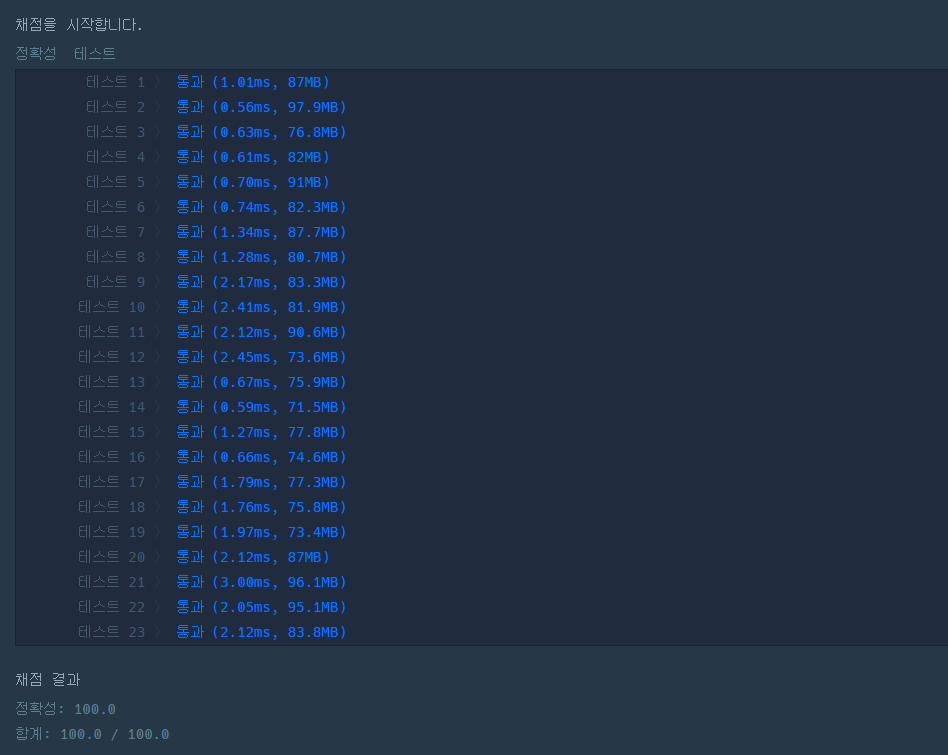 채점을 시작합니다.
정확성 테스트
테스트 1 〉 통과 (1.01ms, 87MB)
테스트 2 〉 통과 (0.56ms, 97.9MB)
테스트 3 〉 통과 (0.63ms, 76.8MB)
테스트 4 〉 통과 (0.61ms, 82MB)
테스트 5 〉 통과 (0.70ms, 91MB)
테스트 6 〉 통과 (0.74ms, 82.3MB)
테스트 7 〉 통과 (1.34ms, 87.7MB)
테스트 8 〉 통과 (1.28ms, 80.7MB)
테스트 9 〉 통과 (2.17ms, 83.3MB)
테스트 10 〉 통과 (2.41ms, 81.9MB)
테스트 11 〉 통과 (2.12ms, 90.6MB)
테스트 12 〉 통과 (2.45ms, 73.6MB)
테스트 13 〉 통과 (0.67ms, 75.9MB)
테스트 14 〉 통과 (0.59ms, 71.5MB)
테스트 15 〉 통과 (1.27ms, 77.8MB)
테스트 16 〉 통과 (0.66ms, 74.6MB)
테스트 17 〉 통과 (1.79ms, 77.3MB)
테스트 18 〉 통과 (1.76ms, 75.8MB)
테스트 19 〉 통과 (1.97ms, 73.4MB)
테스트 20 〉 통과 (2.12ms, 87MB)
테스트 21 〉 통과 (3.00ms, 96.1MB)
테스트 22 〉 통과 (2.05ms, 95.1MB)
테스트 23 〉 통과 (2.12ms, 83.8MB)
채점 결과
정확성: 100.0
합계: 100.0 / 100.0